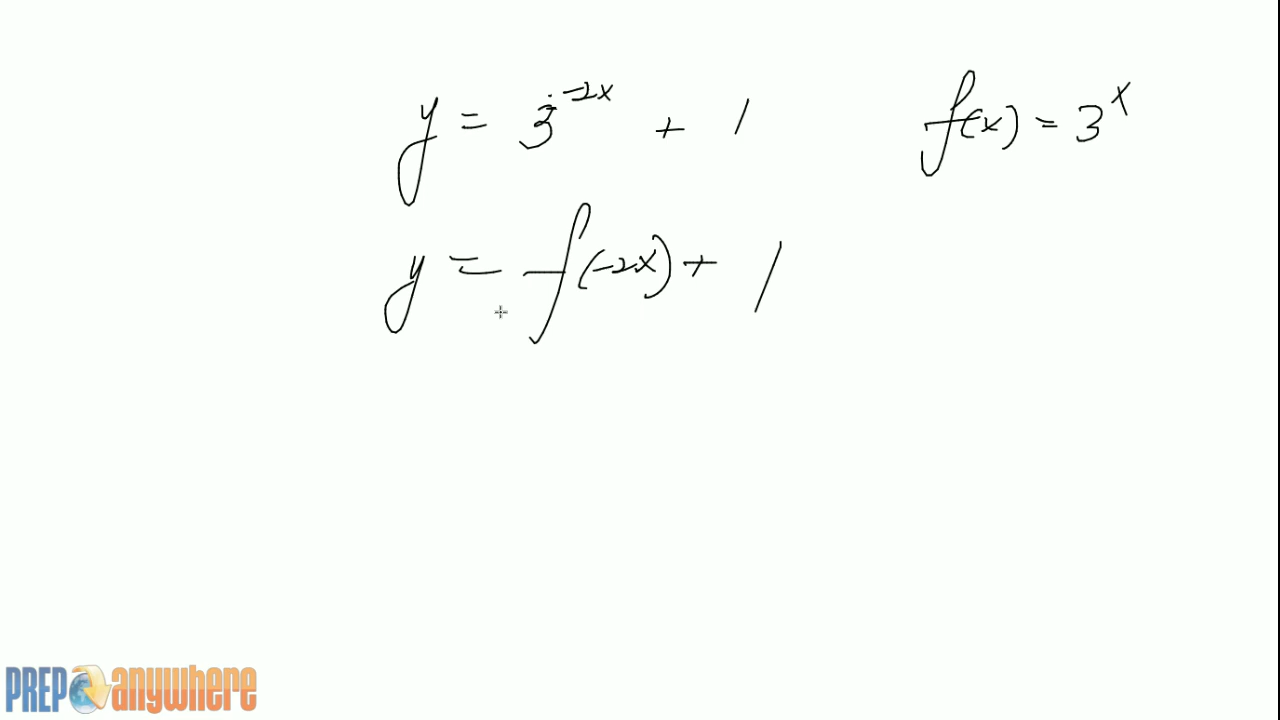 y = 3^{-2x} + 1    f(x) = 3^x
y = f(-2x) + 1
PREP anywhere